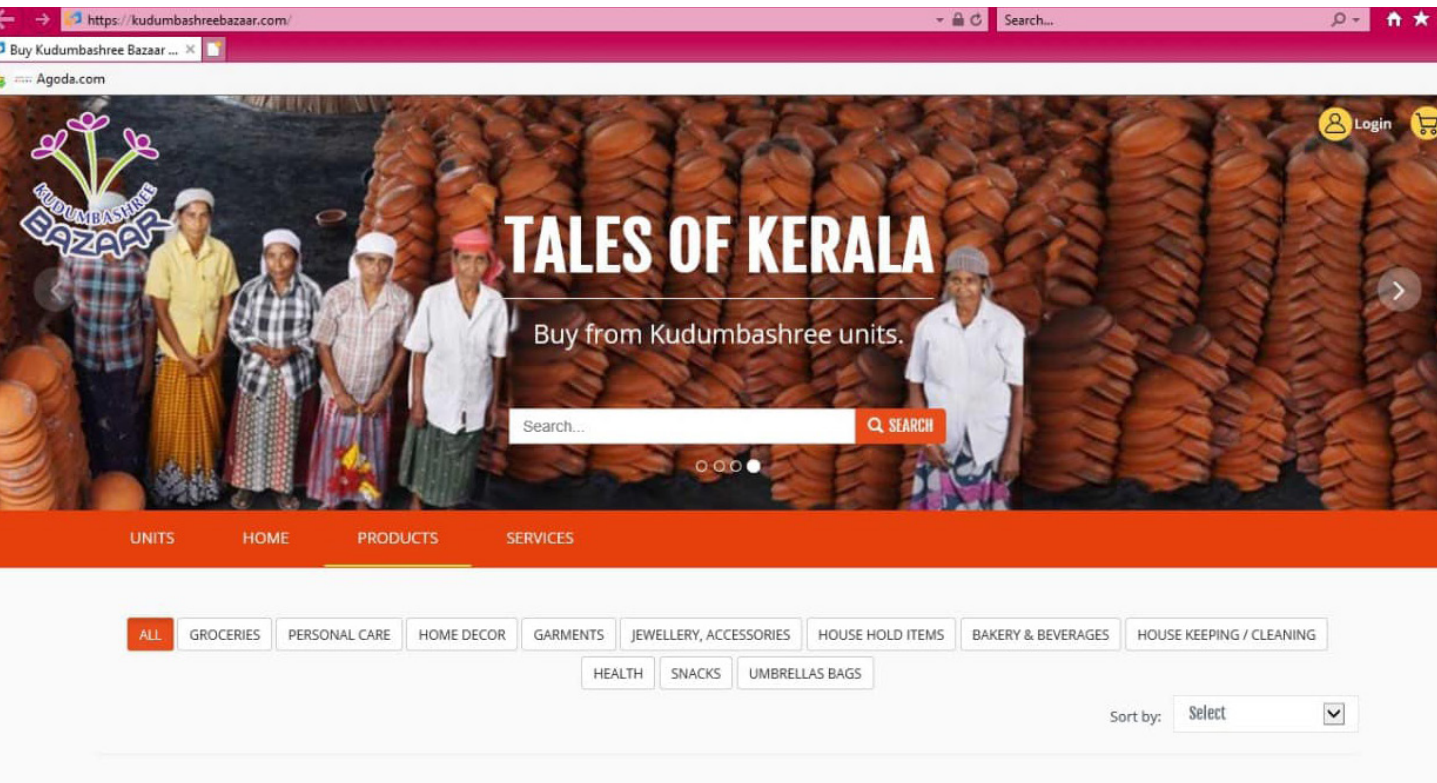 https://kudumbashreebazaar.com/
Search...
Buy Kudumbashree Bazaar ...
Agoda.com
KUDUMBASHREE
BAZAAR
Login
TALES OF KERALA
Buy from Kudumbashree units.
Search...
SEARCH
UNITS HOME PRODUCTS SERVICES
ALL GROCERIES PERSONAL CARE HOME DECOR GARMENTS JEWELLERY, ACCESSORIES HOUSE HOLD ITEMS BAKERY & BEVERAGES HOUSE KEEPING / CLEANING
HEALTH SNACKS UMBRELLAS BAGS
Sort by: Select